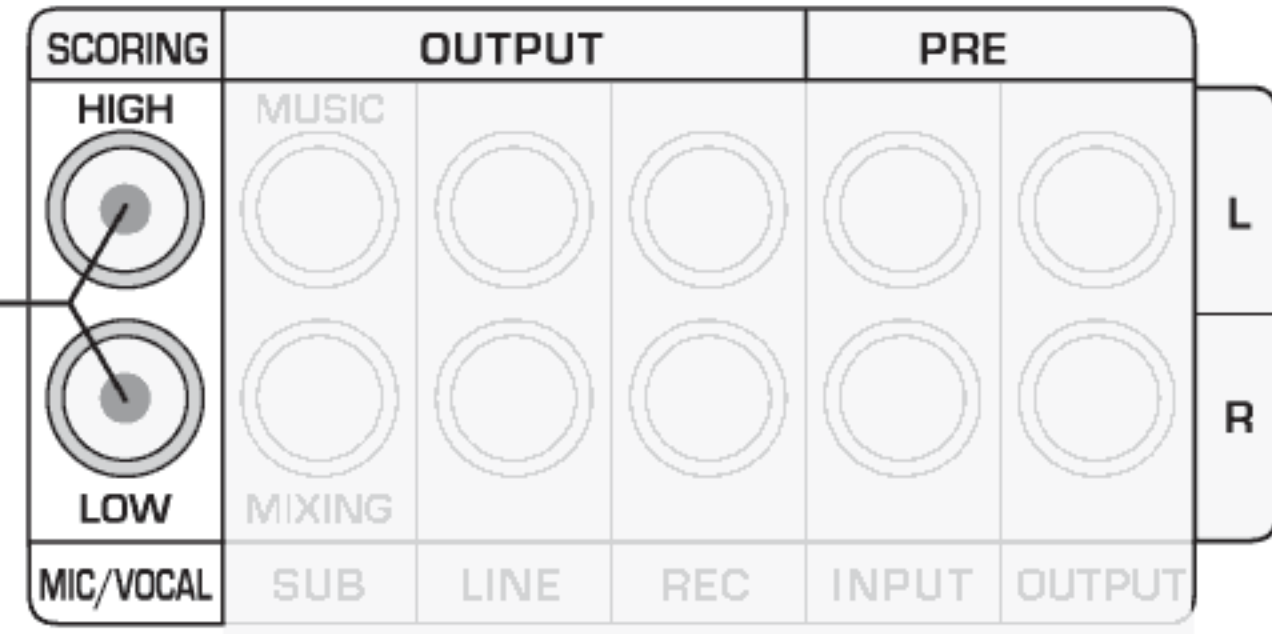 SCORING OUTPUT PRE
HIGH MUSIC
L
R
LOW MIXING
MIC/VOCAL SUB LINE REC INPUT OUTPUT